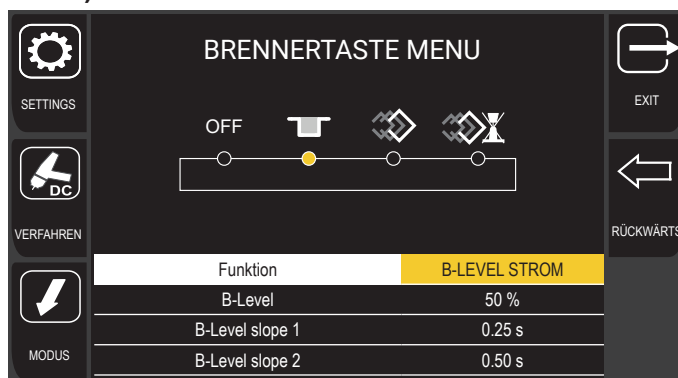 BRENNERTASTE MENU
SETTINGS
EXIT
OFF
DC
VERFAHREN
RÜCKWÄRTS
Funktion B-LEVEL STROM
B-Level 50 %
B-Level slope 1 0.25 s
MODUS
B-Level slope 2 0.50 s